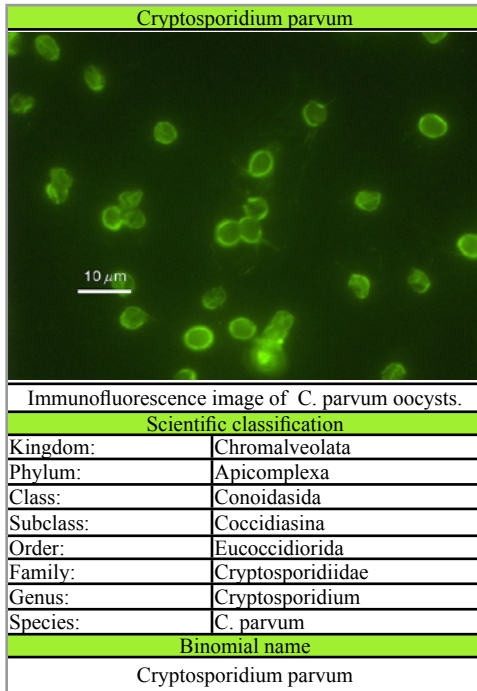 Cryptosporidium parvum
10 μm
Immunofluorescence image of C. parvum oocysts.
Scientific classification
Kingdom: Chromalveolata
Phylum: Apicomplexa
Class: Conoidasida
Subclass: Coccidiasina
Order: Eucoccidiorida
Family: Cryptosporidiidae
Genus: Cryptosporidium
Species: C. parvum
Binomial name
Cryptosporidium parvum